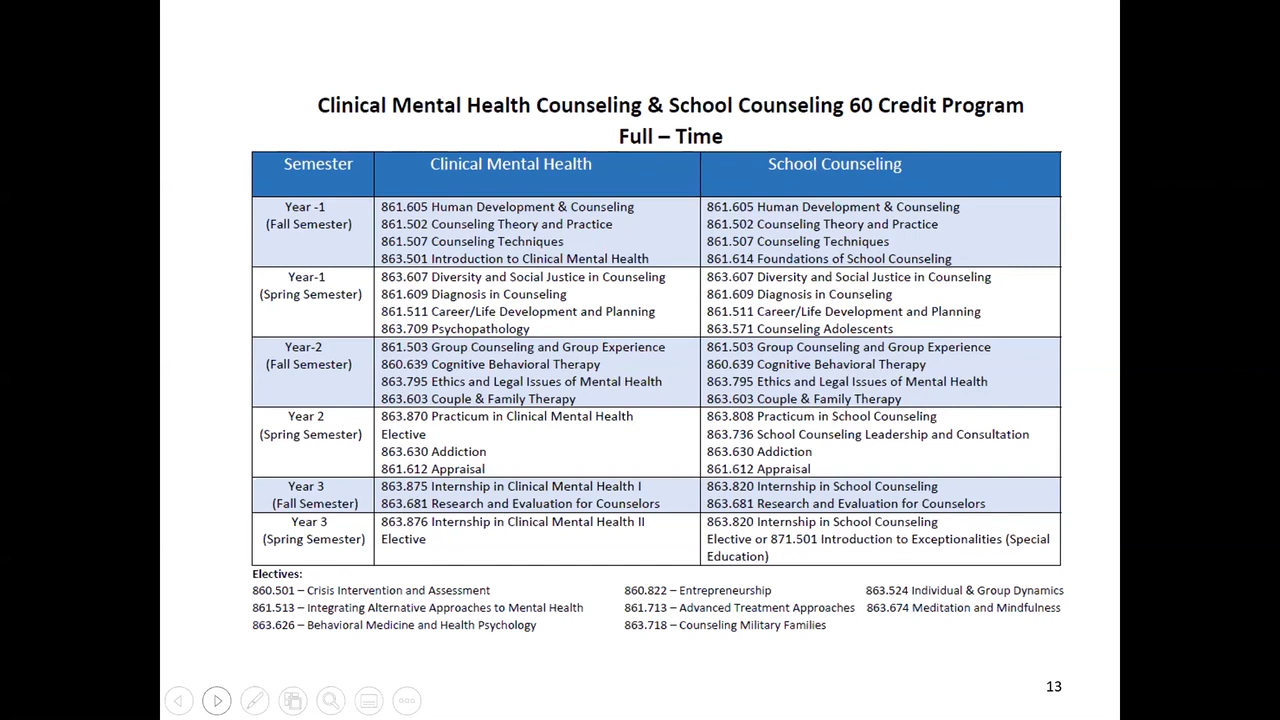 Clinical Mental Health Counseling & School Counseling 60 Credit Program
Full – Time
Semester Clinical Mental Health School Counseling
Year -1 861.605 Human Development & Counseling 861.605 Human Development & Counseling
(Fall Semester) 861.502 Counseling Theory and Practice 861.502 Counseling Theory and Practice
861.507 Counseling Techniques 861.507 Counseling Techniques
863.501 Introduction to Clinical Mental Health 861.614 Foundations of School Counseling
Year-1 863.607 Diversity and Social Justice in Counseling 863.607 Diversity and Social Justice in Counseling
(Spring Semester) 861.609 Diagnosis in Counseling 861.609 Diagnosis in Counseling
861.511 Career/Life Development and Planning 861.511 Career/Life Development and Planning
863.709 Psychopathology 863.571 Counseling Adolescents
Year-2 861.503 Group Counseling and Group Experience 861.503 Group Counseling and Group Experience
(Fall Semester) 860.639 Cognitive Behavioral Therapy 860.639 Cognitive Behavioral Therapy
863.795 Ethics and Legal Issues of Mental Health 863.795 Ethics and Legal Issues of Mental Health
863.603 Couple & Family Therapy 863.603 Couple & Family Therapy
Year 2 863.870 Practicum in Clinical Mental Health 863.808 Practicum in School Counseling
(Spring Semester) Elective 863.736 School Counseling Leadership and Consultation
863.630 Addiction 863.630 Addiction
861.612 Appraisal 861.612 Appraisal
Year 3 863.875 Internship in Clinical Mental Health I 863.820 Internship in School Counseling
(Fall Semester) 863.681 Research and Evaluation for Counselors 863.681 Research and Evaluation for Counselors
Year 3 863.876 Internship in Clinical Mental Health II 863.820 Internship in School Counseling
(Spring Semester) Elective Elective or 871.501 Introduction to Exceptionalities (Special
Education)
Electives:
860.501 – Crisis Intervention and Assessment 860.822 – Entrepreneurship 863.524 Individual & Group Dynamics
861.513 – Integrating Alternative Approaches to Mental Health 861.713 – Advanced Treatment Approaches 863.674 Meditation and Mindfulness
863.626 – Behavioral Medicine and Health Psychology 863.718 – Counseling Military Families
13